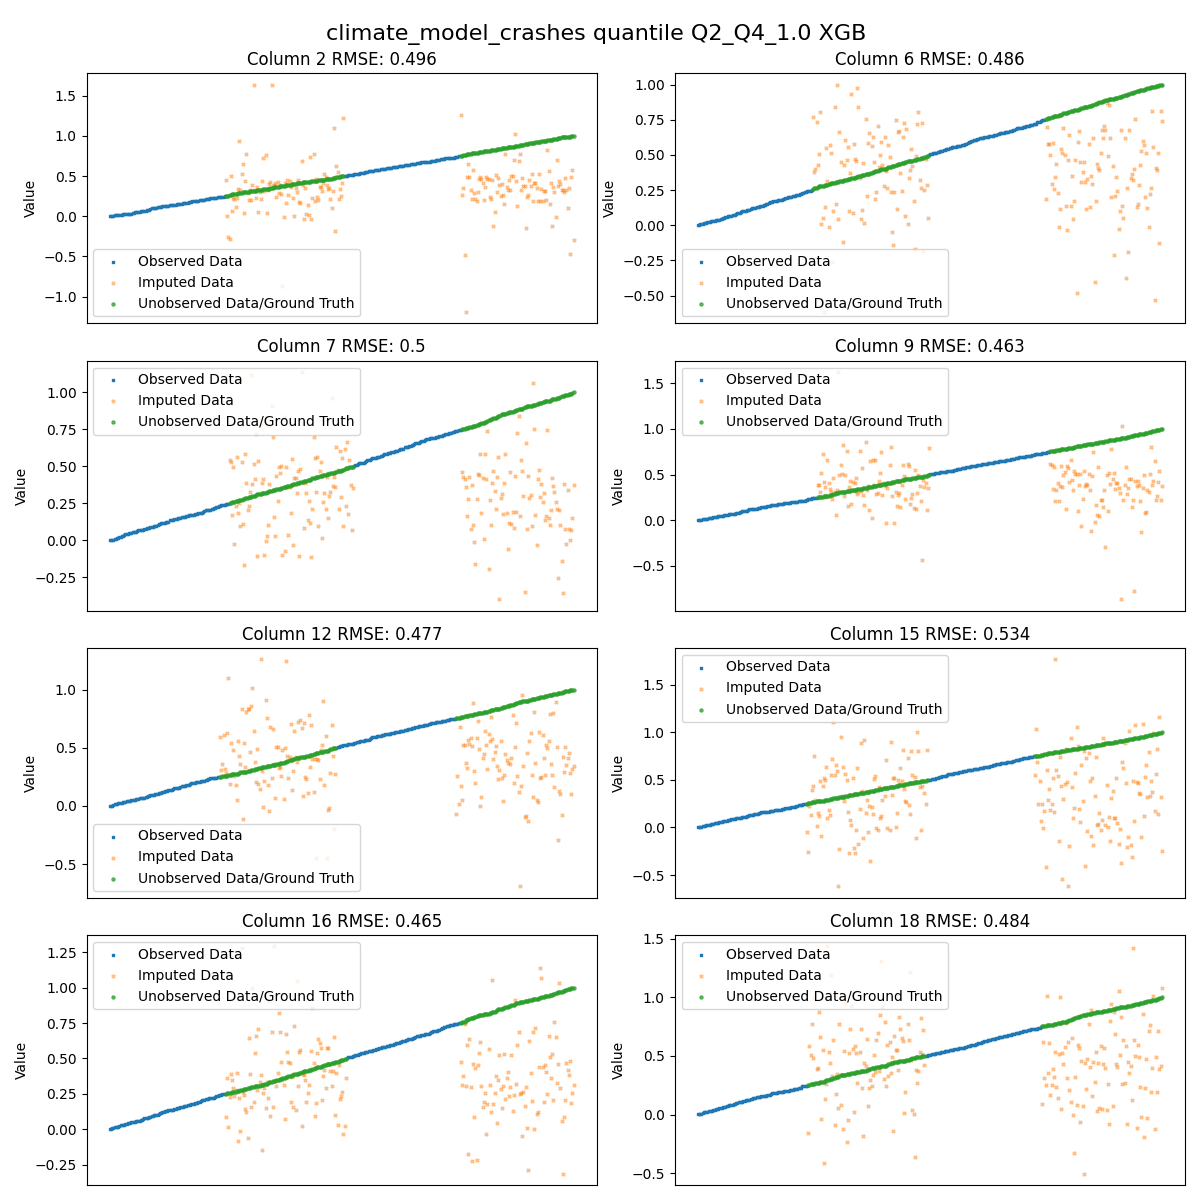 climate_model_crashes quantile Q2_Q4_1.0 XGB
Column 2 RMSE: 0.496
1.5
1.0
0.5
0.0
−0.5
−1.0
Value
Observed Data
Imputed Data
Unobserved Data/Ground Truth
Column 6 RMSE: 0.486
1.00
0.75
0.50
0.25
0.00
−0.25
−0.50
Value
Observed Data
Imputed Data
Unobserved Data/Ground Truth
Column 7 RMSE: 0.5
1.00
0.75
0.50
0.25
0.00
−0.25
Value
Observed Data
Imputed Data
Unobserved Data/Ground Truth
Column 9 RMSE: 0.463
1.5
1.0
0.5
0.0
−0.5
Value
Observed Data
Imputed Data
Unobserved Data/Ground Truth
Column 12 RMSE: 0.477
1.0
0.5
0.0
−0.5
Value
Observed Data
Imputed Data
Unobserved Data/Ground Truth
Column 15 RMSE: 0.534
1.5
1.0
0.5
0.0
−0.5
Value
Observed Data
Imputed Data
Unobserved Data/Ground Truth
Column 16 RMSE: 0.465
1.25
1.00
0.75
0.50
0.25
0.00
−0.25
Value
Observed Data
Imputed Data
Unobserved Data/Ground Truth
Column 18 RMSE: 0.484
1.5
1.0
0.5
0.0
−0.5
Value
Observed Data
Imputed Data
Unobserved Data/Ground Truth